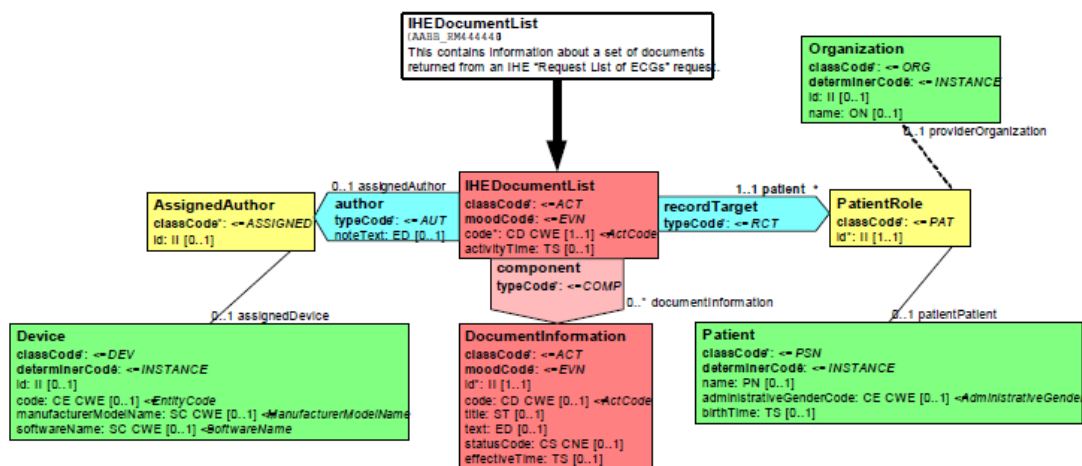 IHEDocumentList
(AABB_RM444440
This contains information about a set of documents
returned from an IHE "Request List of ECGs" request.
Organization
classCode*: <= ORG
determinerCode*: <= INSTANCE
id: II [0..1]
name: ON [0..1]
0..1 providerOrganization
0..1 assignedAuthor
AssignedAuthor
classCode*: <= ASSIGNED
id: II [0..1]
author
typeCode*: <= AUT
noteText: ED [0..1]
IHEDocumentList
classCode*: <= ACT
moodCode*: <= EVN
code*: CD CWE [1..1] <= ActCode
activityTime: TS [0..1]
1..1 patient *
recordTarget
typeCode*: <= RCT
PatientRole
classCode*: <= PAT
id*: II [1..1]
component
typeCode*: <= COMP
0..* documentInformation
0..1 assignedDevice
Device
classCode*: <= DEV
determinerCode*: <= INSTANCE
id: II [0..1]
code: CE CWE [0..1] <= EntityCode
manufacturerModelName: SC CWE [0..1] <= ManufacturerModelName
softwareName: SC CWE [0..1] <= SoftwareName
DocumentInformation
classCode*: <= ACT
moodCode*: <= EVN
id*: II [1..1]
code: CD CWE [0..1] <= ActCode
title: ST [0..1]
text: ED [0..1]
statusCode: CS CNE [0..1]
effectiveTime: TS [0..1]
0..1 patientPatient
Patient
classCode*: <= PSN
determinerCode*: <= INSTANCE
name: PN [0..1]
administrativeGenderCode: CE CWE [0..1] <= AdministrativeGender
birthTime: TS [0..1]